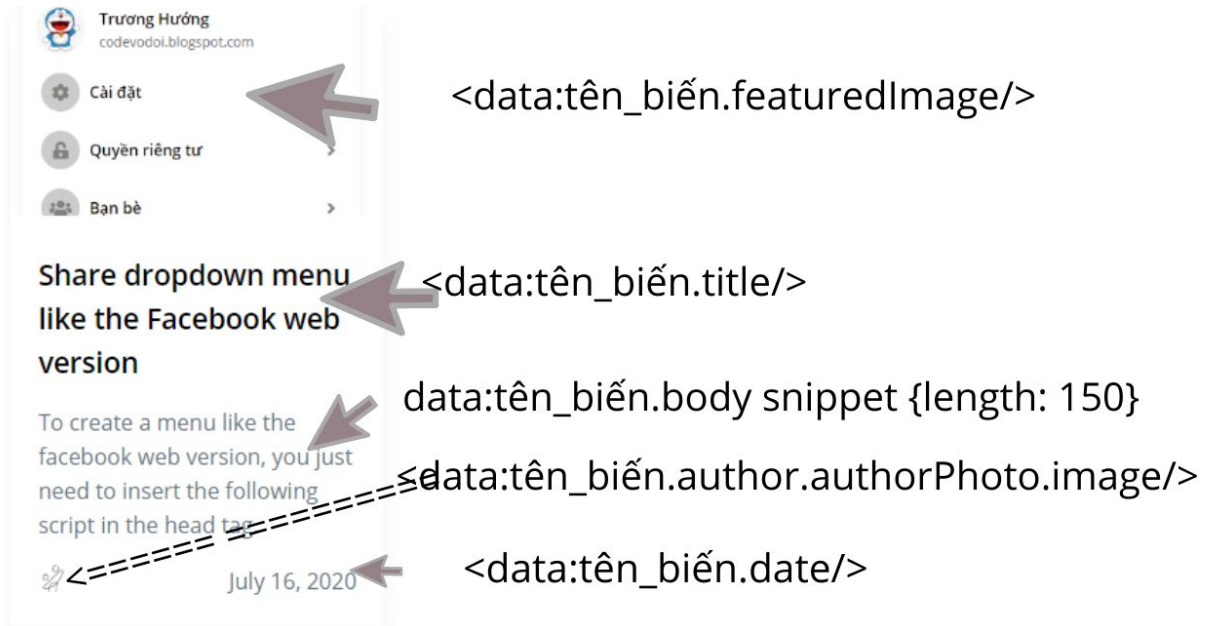 Trương Hướng
codevodoi.blogspot.com
Cài đặt
<data:tên_biến.featuredImage/>
Quyền riêng tư
Bạn bè
Share dropdown menu
like the Facebook web
version
<data:tên_biến.title/>
data:tên_biến.body snippet {length: 150}
To create a menu like the
facebook web version, you just
need to insert the following
script in the head tag
<data:tên_biến.author.authorPhoto.image/>
July 16, 2020
<data:tên_biến.date/>